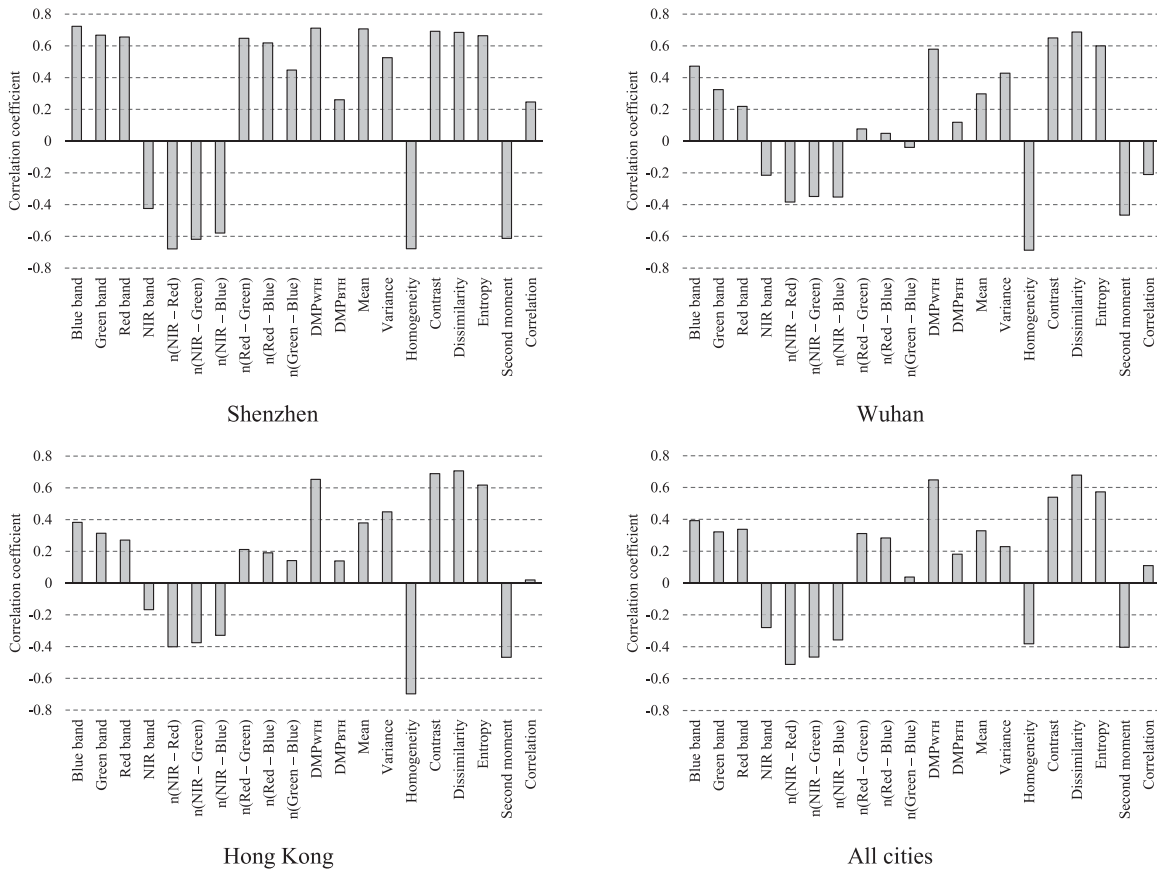 Correlation coefficient
0.8
0.6
0.4
0.2
0
-0.2
-0.4
-0.6
-0.8
Blue band
Green band
Red band
NIR band
n(NIR – Red)
n(NIR – Green)
n(NIR – Blue)
n(Red – Green)
n(Red – Blue)
n(Green – Blue)
DMPWTH
DMPBTH
Mean
Variance
Homogeneity
Contrast
Dissimilarity
Entropy
Second moment
Correlation
Shenzhen
Correlation coefficient
0.8
0.6
0.4
0.2
0
-0.2
-0.4
-0.6
-0.8
Blue band
Green band
Red band
NIR band
n(NIR – Red)
n(NIR – Green)
n(NIR – Blue)
n(Red – Green)
n(Red – Blue)
n(Green – Blue)
DMPWTH
DMPBTH
Mean
Variance
Homogeneity
Contrast
Dissimilarity
Entropy
Second moment
Correlation
Wuhan
Correlation coefficient
0.8
0.6
0.4
0.2
0
-0.2
-0.4
-0.6
-0.8
Blue band
Green band
Red band
NIR band
n(NIR – Red)
n(NIR – Green)
n(NIR – Blue)
n(Red – Green)
n(Red – Blue)
n(Green – Blue)
DMPWTH
DMPBTH
Mean
Variance
Homogeneity
Contrast
Dissimilarity
Entropy
Second moment
Correlation
Hong Kong
Correlation coefficient
0.8
0.6
0.4
0.2
0
-0.2
-0.4
-0.6
-0.8
Blue band
Green band
Red band
NIR band
n(NIR – Red)
n(NIR – Green)
n(NIR – Blue)
n(Red – Green)
n(Red – Blue)
n(Green – Blue)
DMPWTH
DMPBTH
Mean
Variance
Homogeneity
Contrast
Dissimilarity
Entropy
Second moment
Correlation
All cities